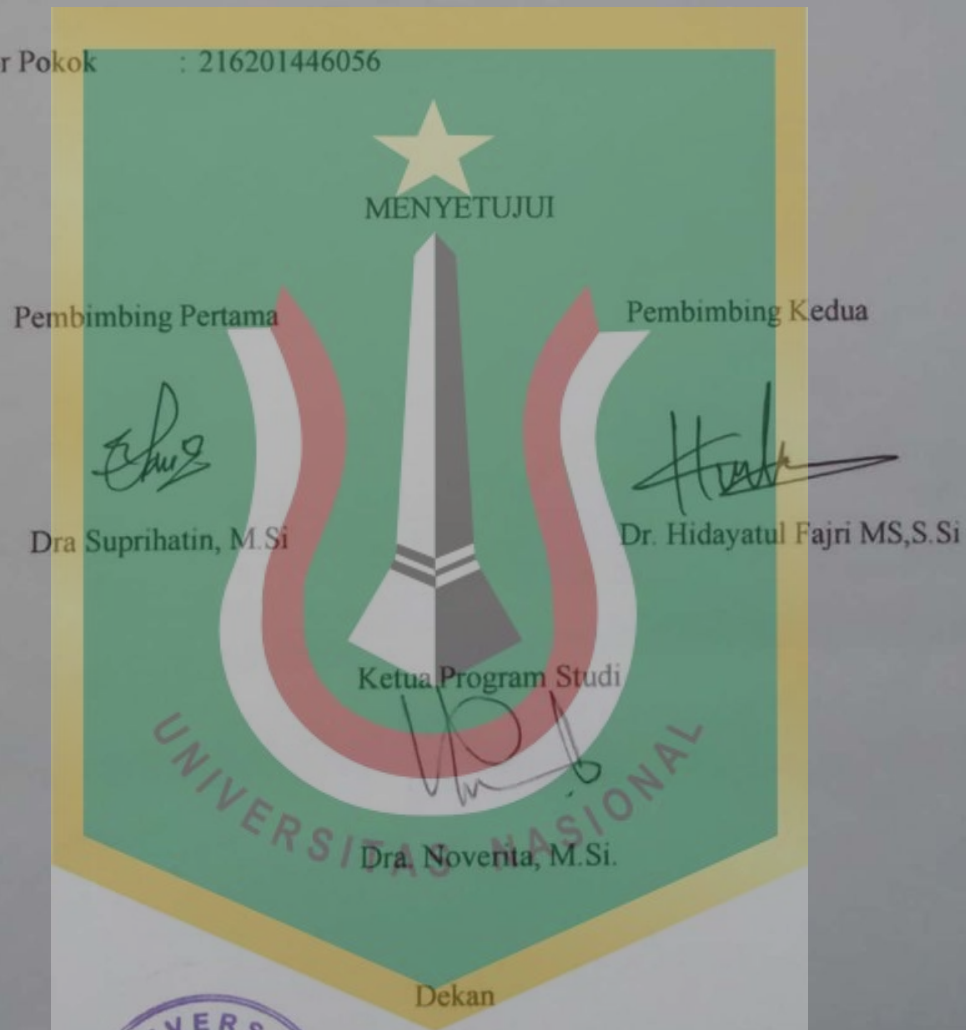 r Pokok : 216201446056
MENYETUJUI
Pembimbing Pertama Pembimbing Kedua
Dra Suprihatin, M.Si Dr. Hidayatul Fajri MS,S.Si
Ketua Program Studi
UNIVERSITAS NASIONAL
Dra. Noverita, M.Si.
Dekan
VERS